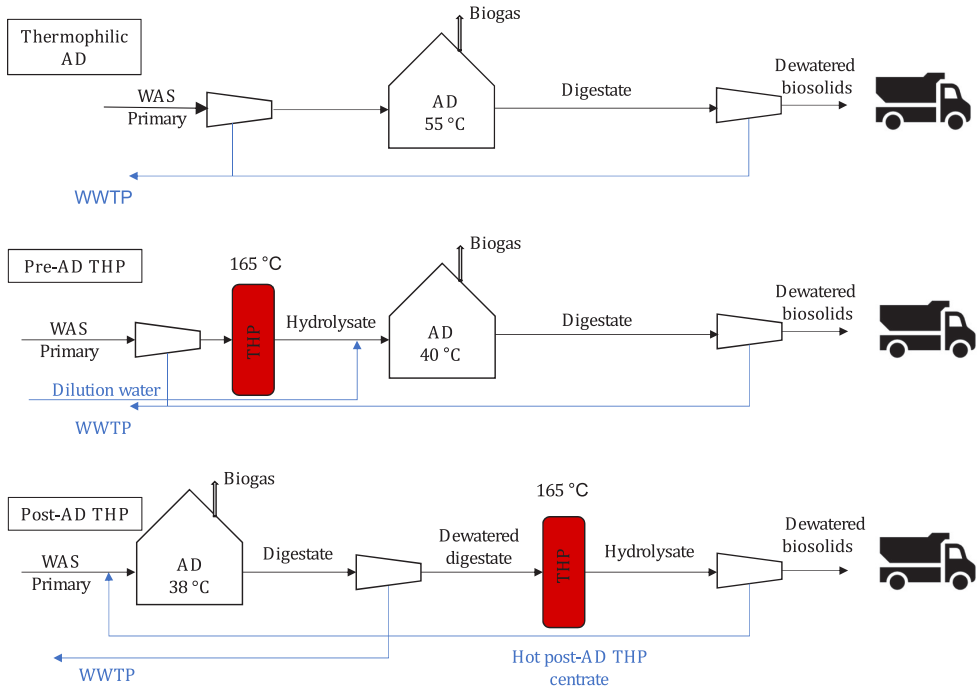 Biogas
Thermophilic
AD
WAS
Primary
AD
55 °C
Digestate
Dewatered
biosolids
WWTP
Biogas
Pre-AD THP
165 °C
WAS
Primary
THP
Hydrolysate
AD
40 °C
Digestate
Dewatered
biosolids
Dilution water
WWTP
Biogas
165 °C
Post-AD THP
WAS
Primary
AD
38 °C
Digestate
Dewatered
digestate
THP
Hydrolysate
Dewatered
biosolids
WWTP
Hot post-AD THP
centrate